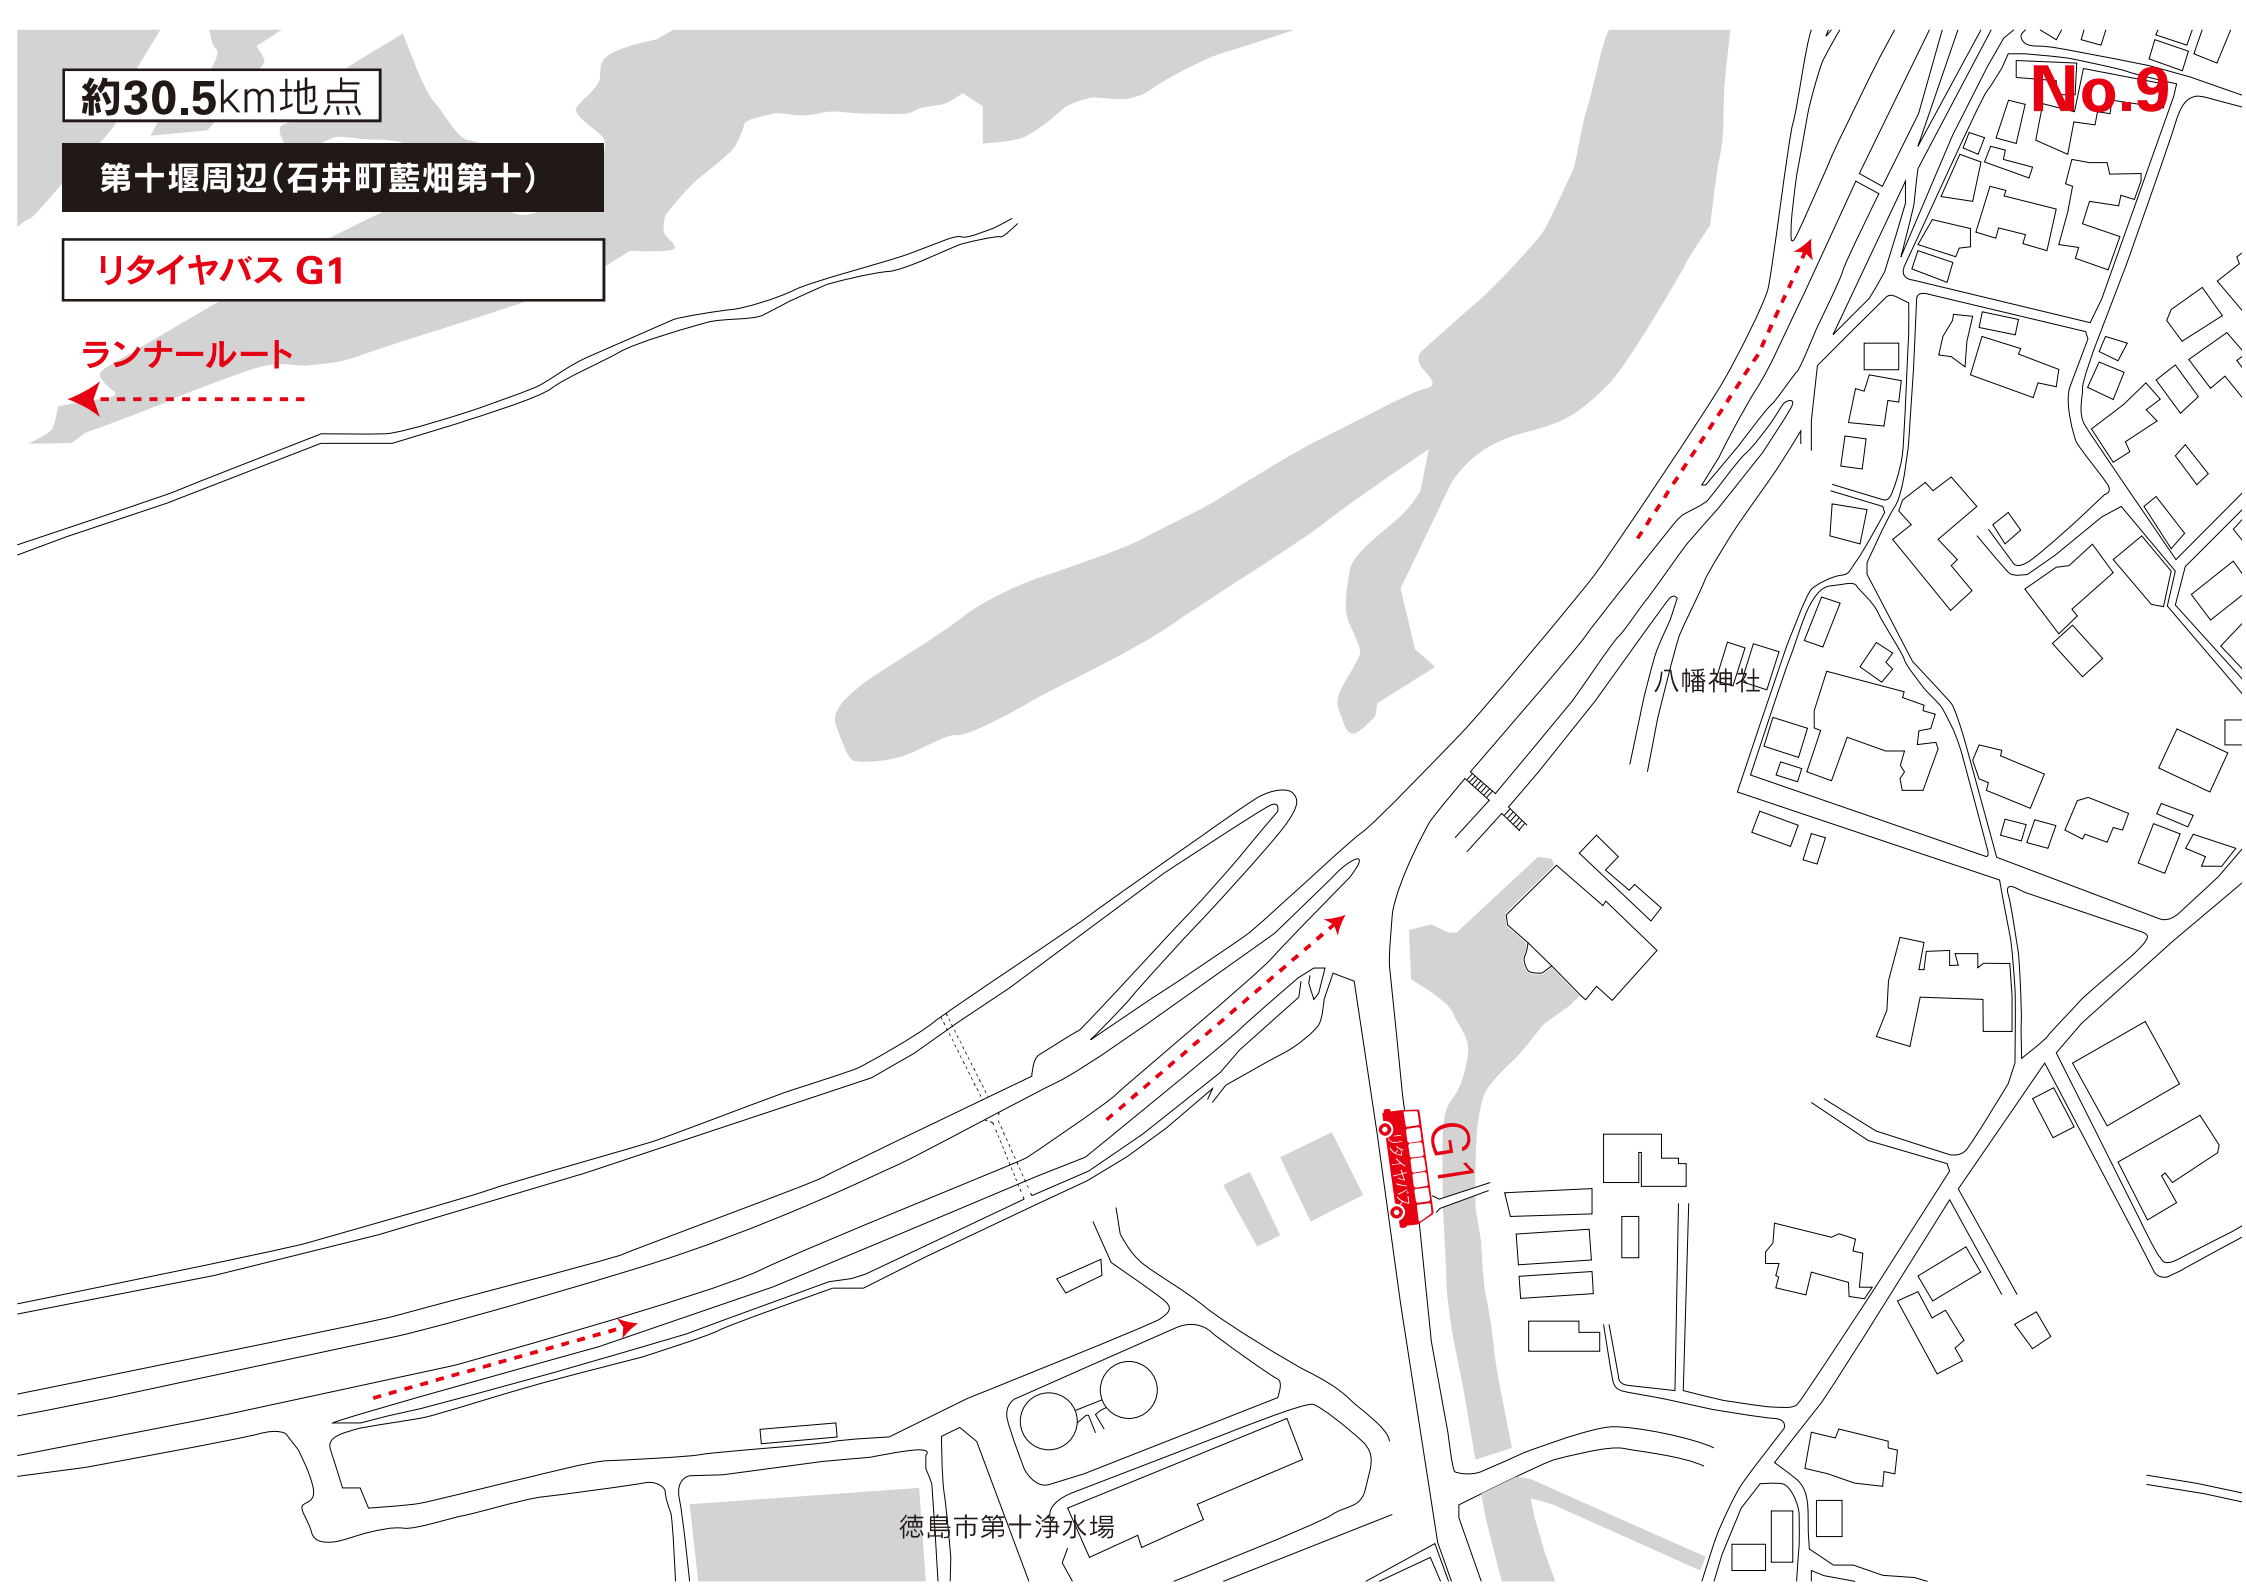 約30.5km地点
No.9
第十堰周辺（石井町藍畑第十）
リタイヤバス G1
ランナールート
八幡神社
G1
リタイヤバス
徳島市第十浄水場